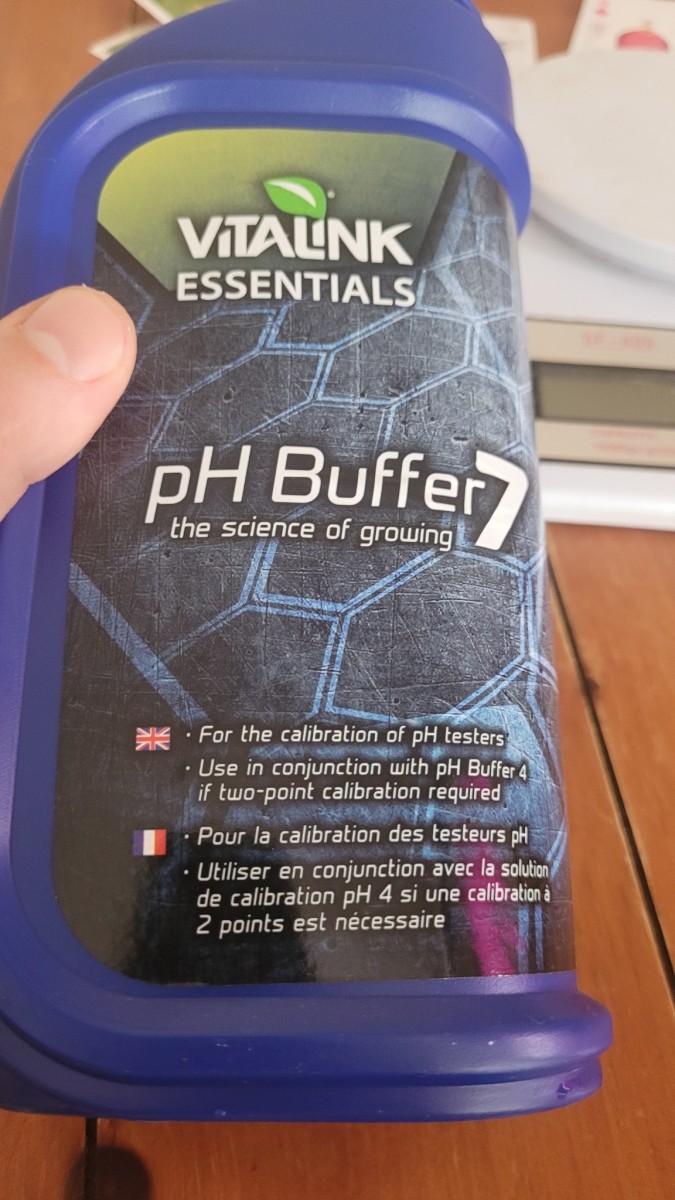 ViTALiNK
ESSENTIALS
pH Buffer 7
the science of growing
· For the calibration of pH testers
· Use in conjunction with pH Buffer 4
if two-point calibration required
· Pour la calibration des testeurs pH
· Utiliser en conjunction avec la solution
de calibration pH 4 si une calibration à
2 points est nécessaire